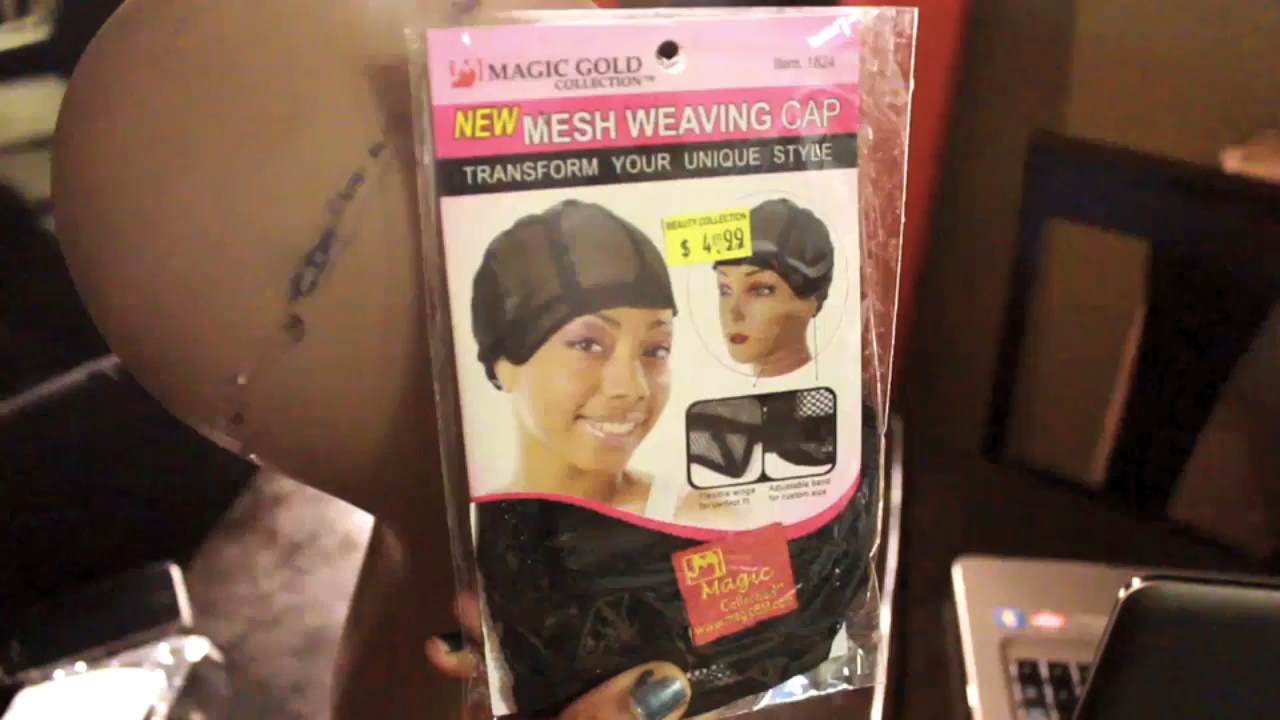 MAGIC GOLD
COLLECTION™
Item. 1824
NEW MESH WEAVING CAP
TRANSFORM YOUR UNIQUE STYLE
BEAUTY COLLECTION
$ 4.99
Flexible wings
for perfect fit
Adjustable band
for custom size
Magic
Collection